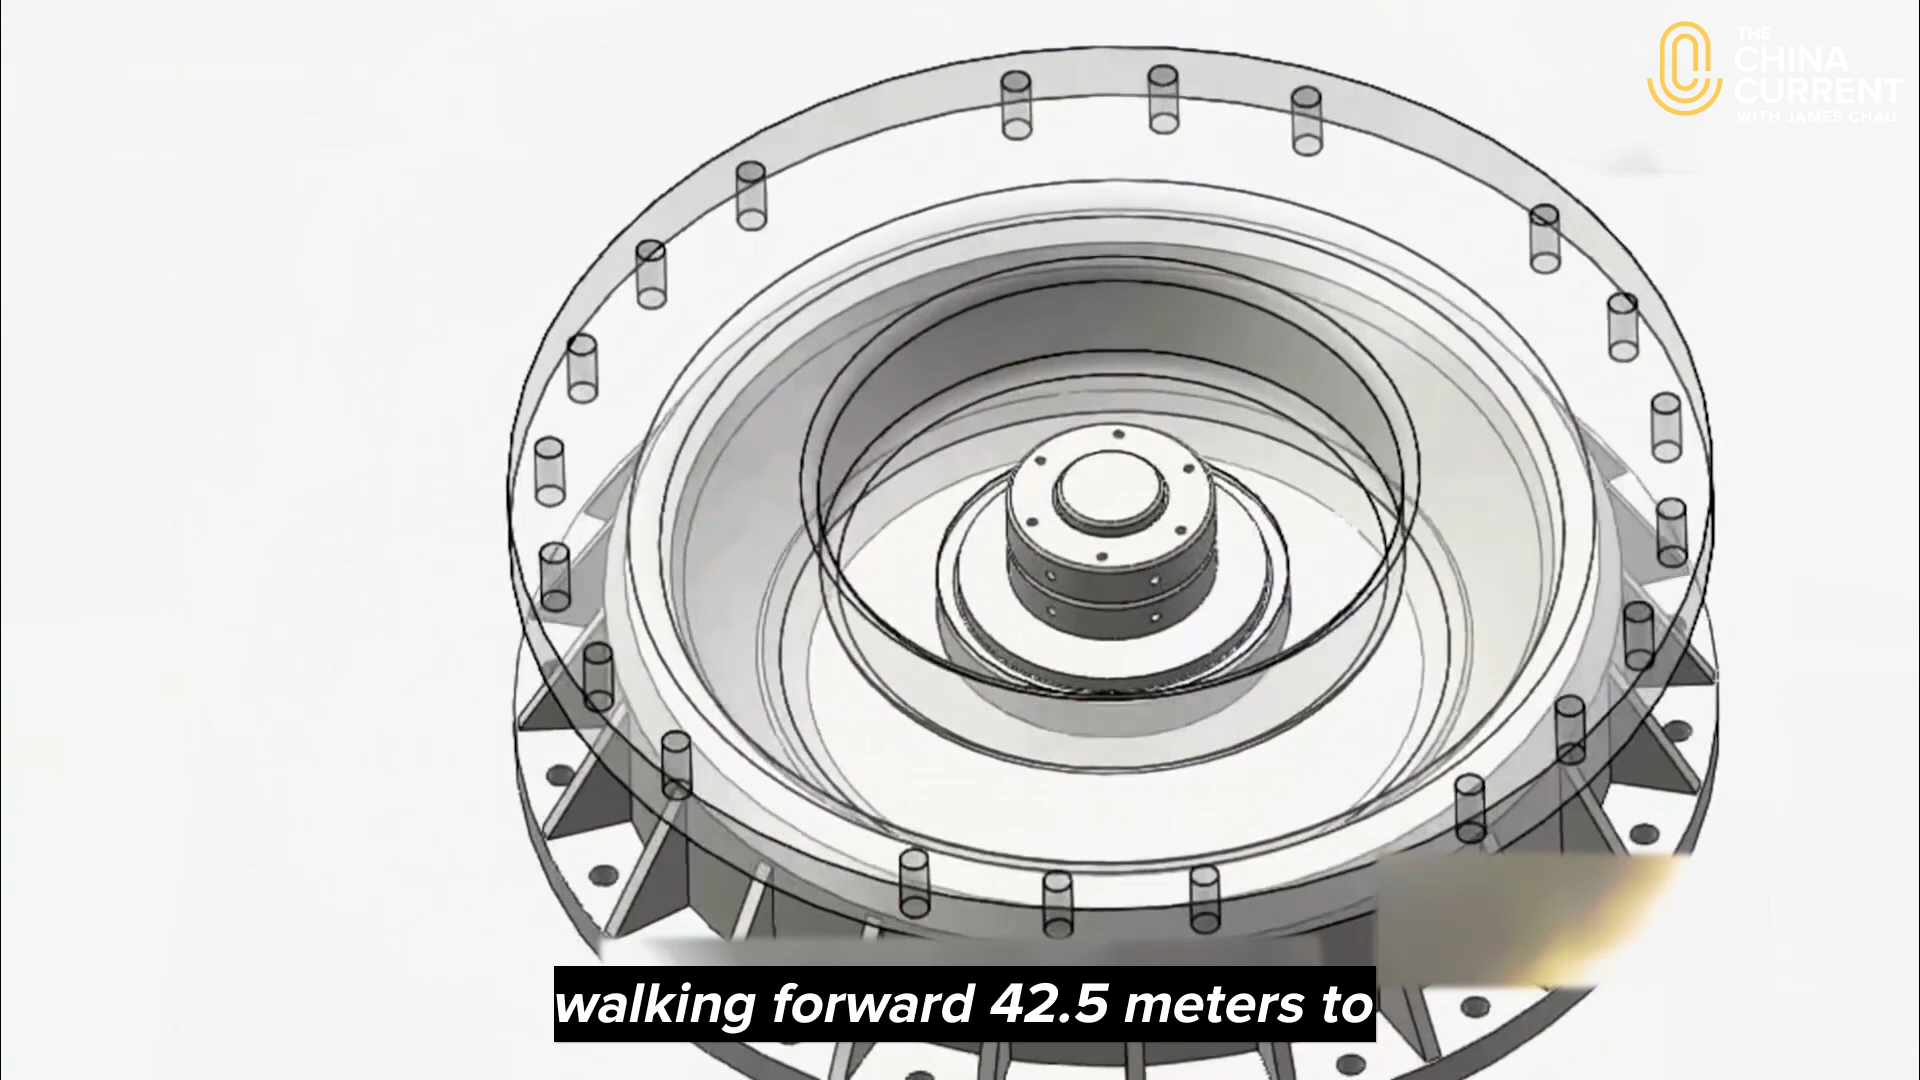 THE
CHINA
CURRENT
WITH JAMES CHAU
walking forward 42.5 meters to